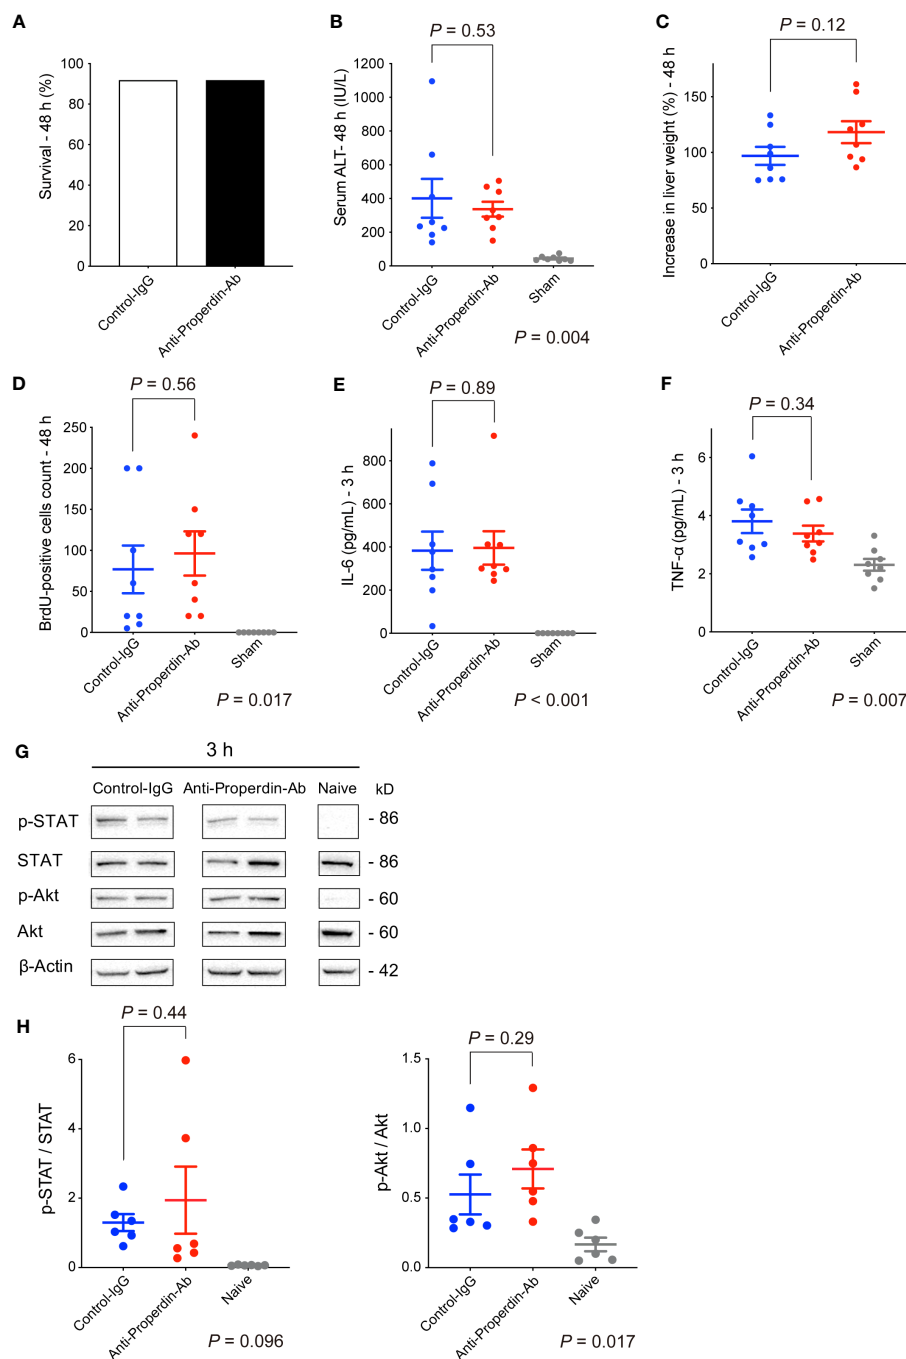 A
Survival - 48 h (%)
100
80
60
40
20
0
Control-IgG
Anti-Properdin-Ab
B
P = 0.53
Serum ALT- 48 h (IU/L)
1200
1000
800
600
400
200
0
Control-IgG
Anti-Properdin-Ab
Sham
P = 0.004
C
P = 0.12
Increase in liver weight (%) - 48 h
150
100
50
0
Control-IgG
Anti-Properdin-Ab
D
P = 0.56
BrdU-positive cells count - 48 h
250
200
150
100
50
0
Control-IgG
Anti-Properdin-Ab
Sham
P = 0.017
E
P = 0.89
IL-6 (pg/mL) - 3 h
800
600
400
200
0
Control-IgG
Anti-Properdin-Ab
Sham
P < 0.001
F
P = 0.34
TNF-α (pg/mL) - 3 h
6
4
2
0
Control-IgG
Anti-Properdin-Ab
Sham
P = 0.007
G
3 h
Control-IgG Anti-Properdin-Ab Naive kD
p-STAT - 86
STAT - 86
p-Akt - 60
Akt - 60
β-Actin - 42
H
P = 0.44
p-STAT / STAT
6
4
2
0
Control-IgG
Anti-Properdin-Ab
Naive
P = 0.096
P = 0.29
p-Akt / Akt
1.5
1.0
0.5
0.0
Control-IgG
Anti-Properdin-Ab
Naive
P = 0.017